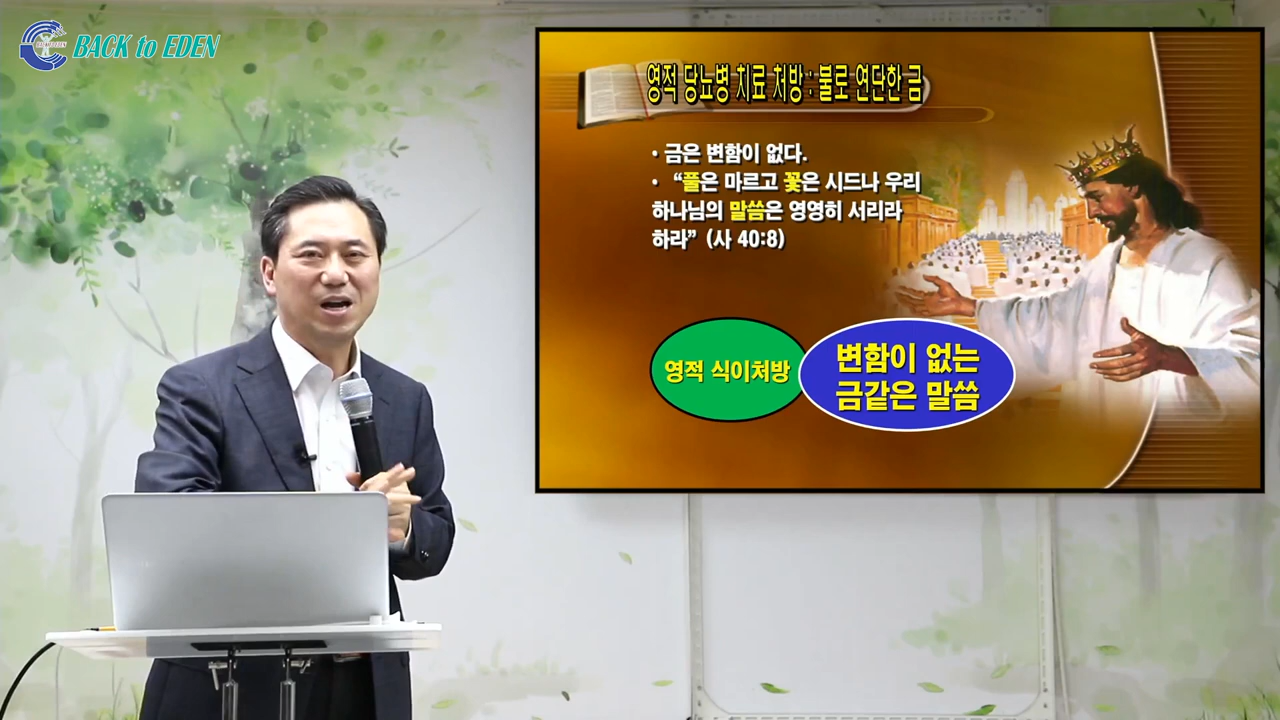 BACK to EDEN
영적 당뇨병 치료 처방 : 불로 연단한 금
• 금은 변함이 없다.
• “풀은 마르고 꽃은 시드나 우리
하나님의 말씀은 영영히 서리라
하라” (사 40:8)
영적 식이처방
변함이 없는
금같은 말씀